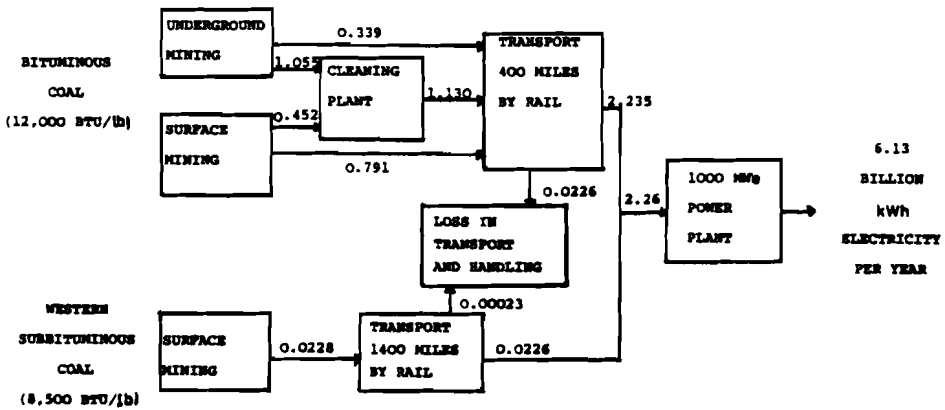 UNDERGROUND
MINING
0.339
1.055
BITUMINOUS
COAL
(12,000 BTU/lb)
CLEANING
PLANT
1.130
SURFACE
MINING
0.452
0.791
TRANSPORT
400 MILES
BY RAIL
2.235
0.0226
LOSS IN
TRANSPORT
AND HANDLING
0.00023
2.26
1000 MWe
POWER
PLANT
6.13
BILLION
kWh
ELECTRICITY
PER YEAR
WESTERN
SUBBITUMINOUS
COAL
(8,500 BTU/lb)
SURFACE
MINING
0.0228
TRANSPORT
1400 MILES
BY RAIL
0.0226